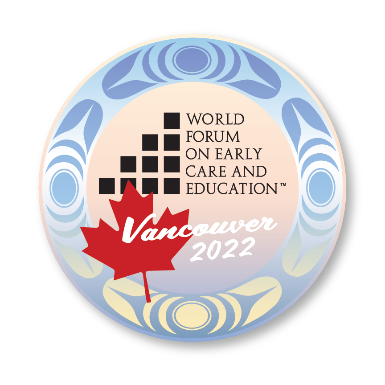 WORLD
FORUM
ON EARLY
CARE AND
EDUCATION™
Vancouver
2022